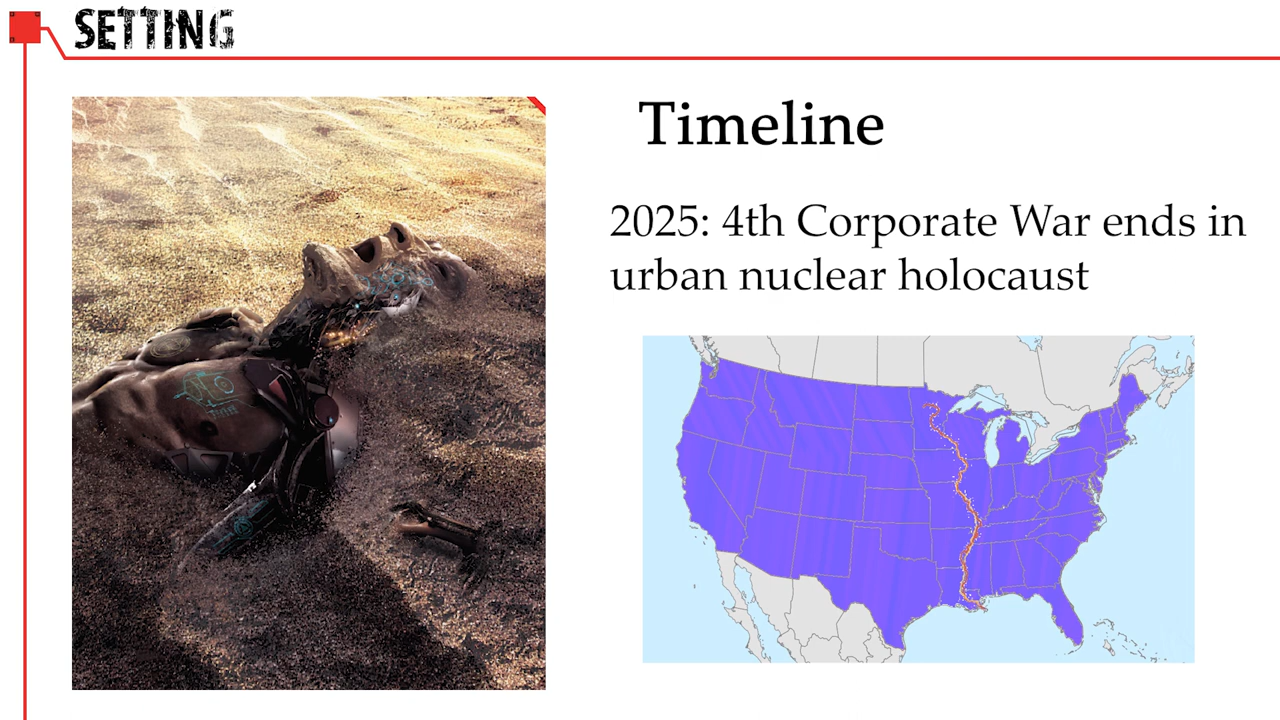 SETTING
Timeline
2025: 4th Corporate War ends in
urban nuclear holocaust